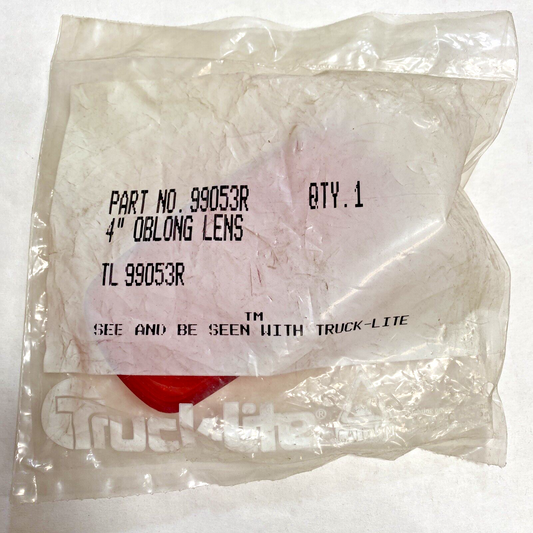 PART NO. 99053R QTY. 1
4" OBLONG LENS
TL 99053R
TM
SEE AND BE SEEN WITH TRUCK-LITE
Truck-Lite®